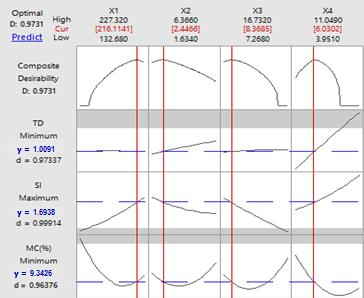 Optimal
D: 0.9731
Predict
High
Cur
Low
X1
227.320
[216.1141]
132.680
X2
6.3660
[2.4466]
1.6340
X3
16.7320
[8.3685]
7.2680
X4
11.0490
[6.0302]
3.9510
Composite
Desirability
D: 0.9731
TD
Minimum
y = 1.0091
d = 0.97337
SI
Maximum
y = 1.6938
d = 0.99914
MC(%)
Minimum
y = 9.3426
d = 0.96376